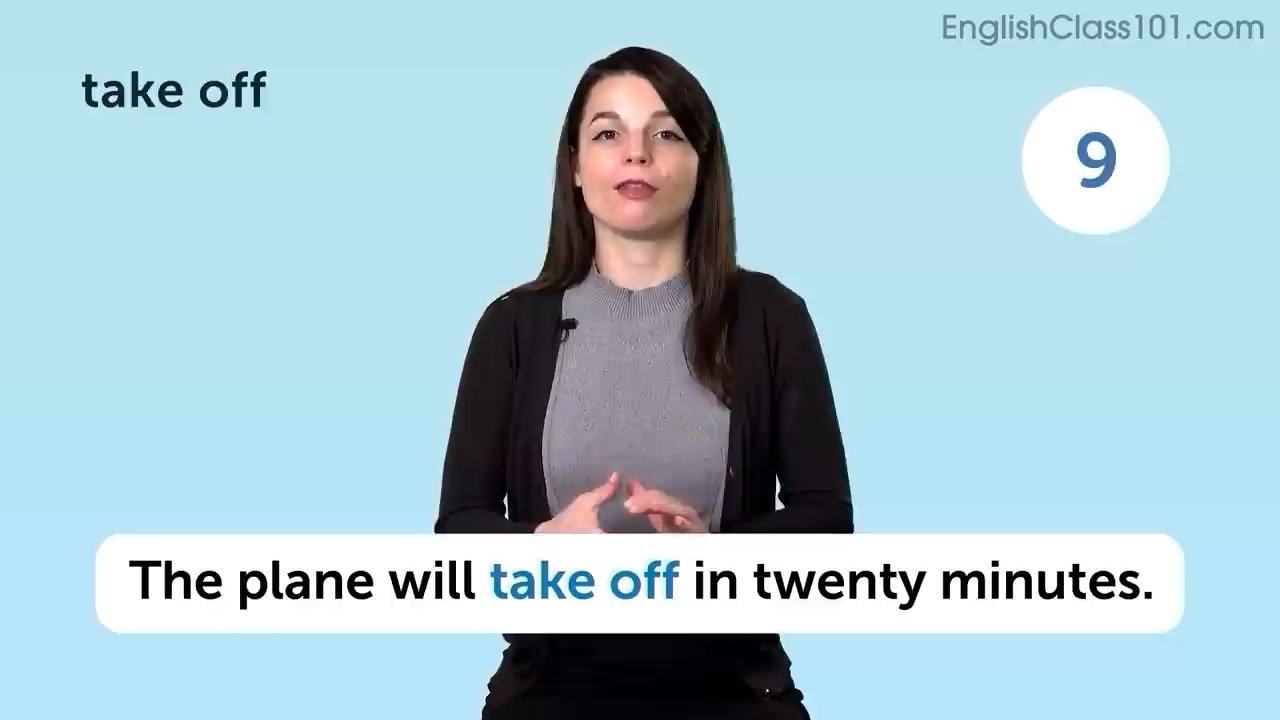 EnglishClass101.com
take off
9
The plane will take off in twenty minutes.